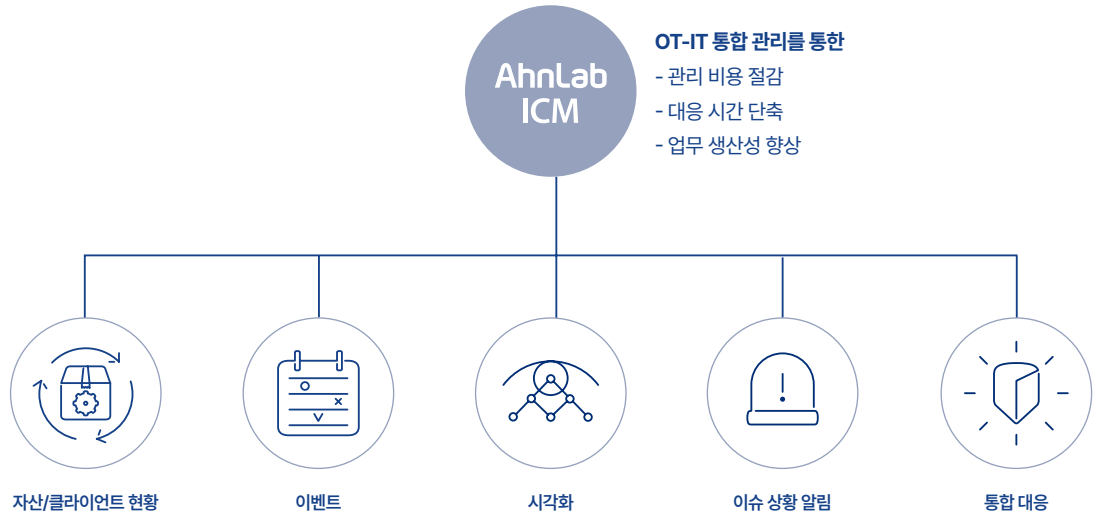 AhnLab
ICM
OT-IT 통합 관리를 통한
- 관리 비용 절감
- 대응 시간 단축
- 업무 생산성 향상
자산/클라이언트 현황
이벤트
시각화
이슈 상황 알림
통합 대응